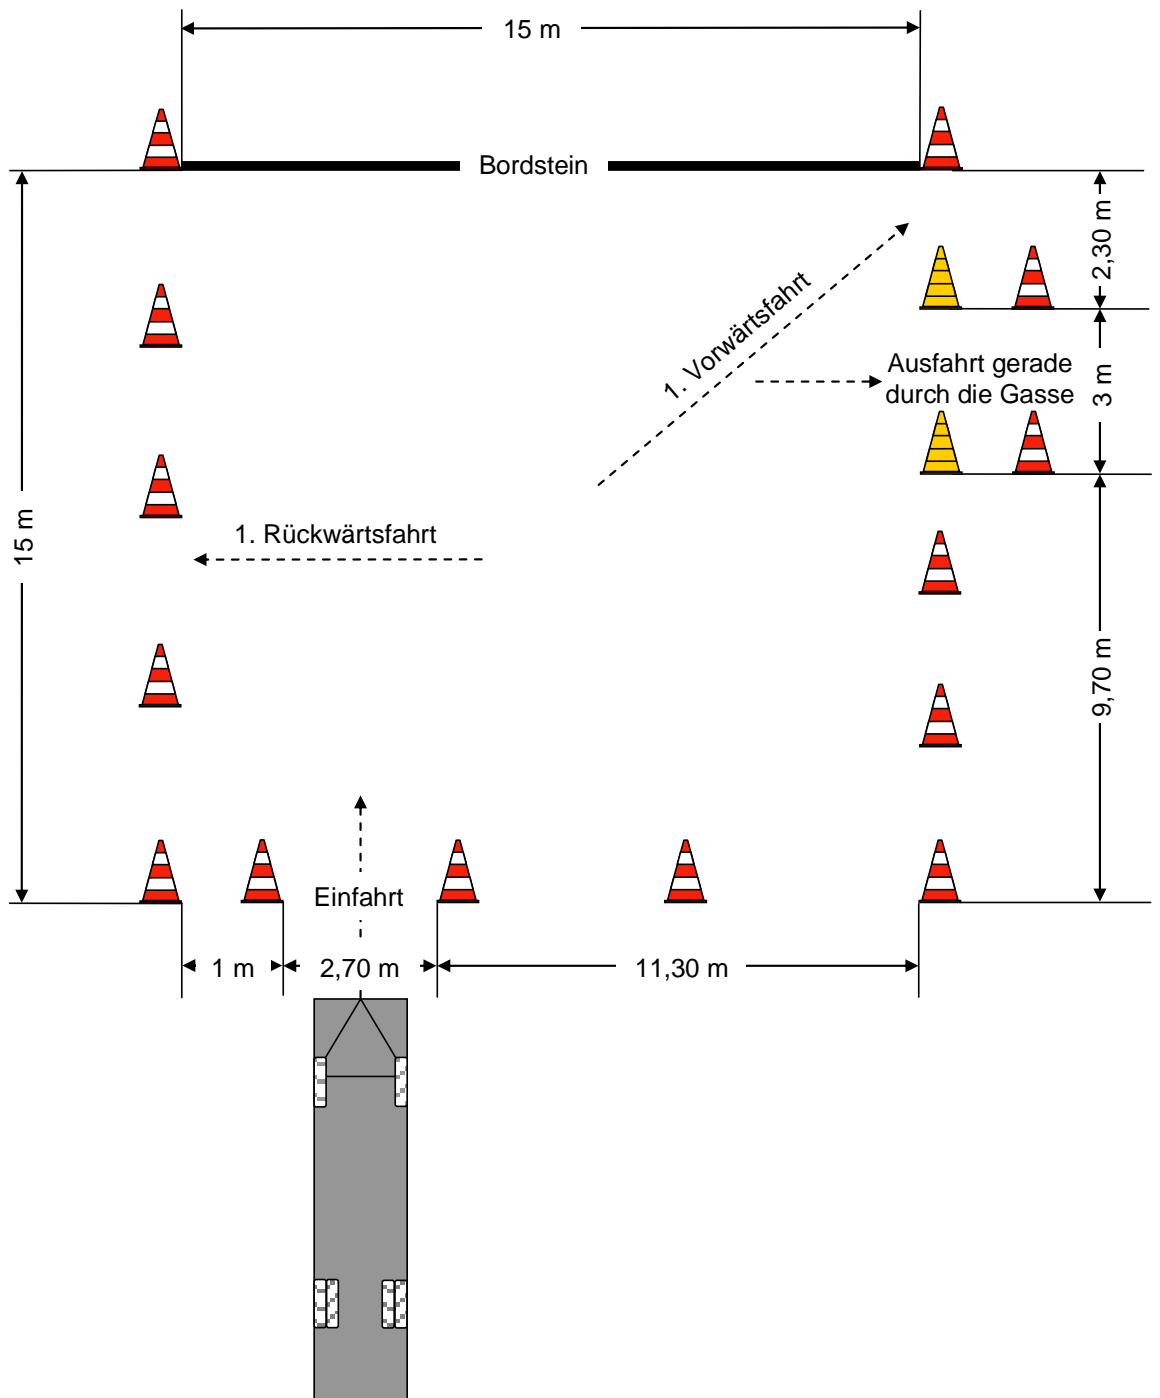 15 m
Bordstein
2,30 m
1. Vorwärtsfahrt
Ausfahrt gerade
durch die Gasse
3 m
15 m
1. Rückwärtsfahrt
9,70 m
Einfahrt
1 m
2,70 m
11,30 m